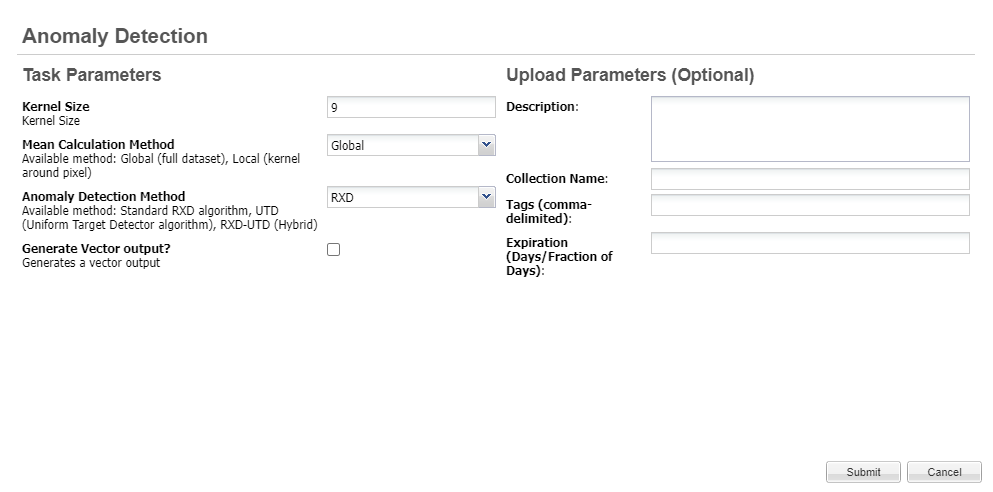 Anomaly Detection
Task Parameters
Kernel Size
Kernel Size
9
Mean Calculation Method
Available method: Global (full dataset), Local (kernel
around pixel)
Global
Anomaly Detection Method
Available method: Standard RXD algorithm, UTD
(Uniform Target Detector algorithm), RXD-UTD (Hybrid)
RXD
Generate Vector output?
Generates a vector output
Upload Parameters (Optional)
Description:
Collection Name:
Tags (comma-
delimited):
Expiration
(Days/Fraction of
Days):
Submit
Cancel